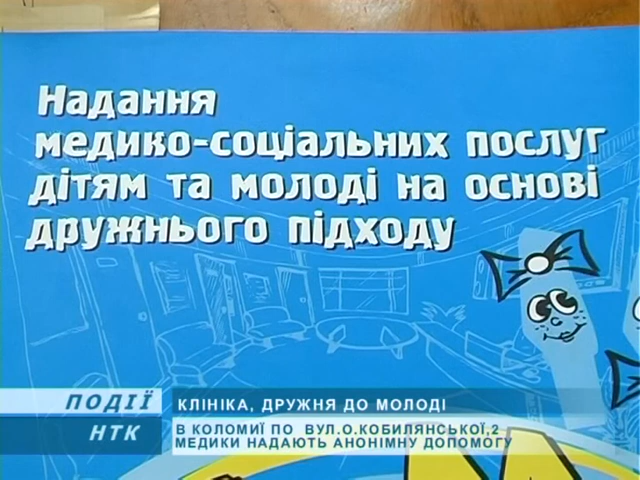 Надання
медико-соціальних послуг
дітям та молоді на основі
дружнього підходу
ПОДІЇ
КЛІНІКА, ДРУЖНЯ ДО МОЛОДІ
НТК
В КОЛОМИЇ ПО ВУЛ.О.КОБИЛЯНСЬКОЇ,2
МЕДИКИ НАДАЮТЬ АНОНІМНУ ДОПОМОГУ